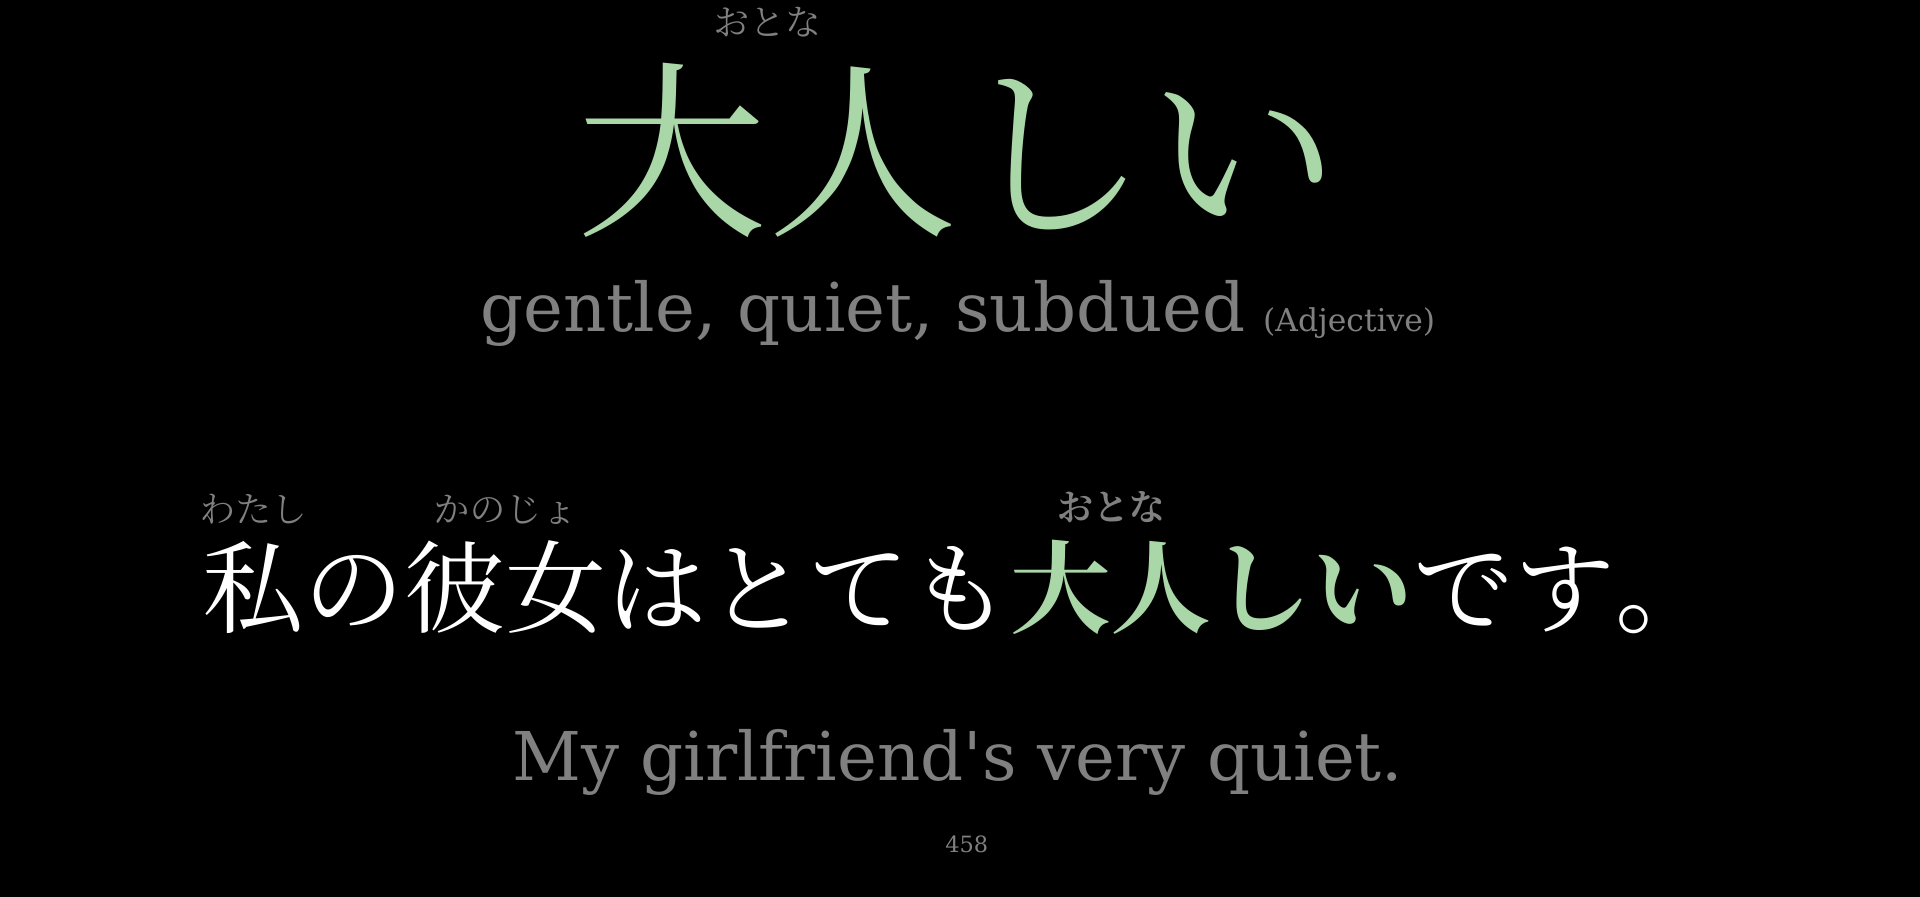 おとな
大人しい
gentle, quiet, subdued (Adjective)
わたし かのじょ おとな
私の彼女はとても大人しいです。
My girlfriend's very quiet.
458